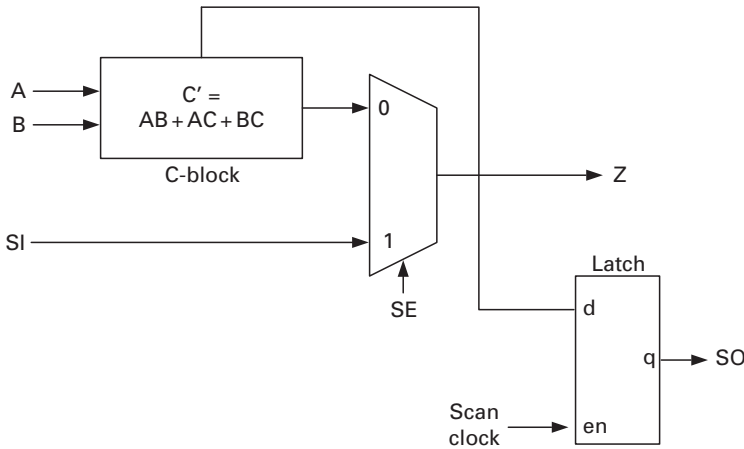 A
B
C′ =
AB + AC + BC
C-block
0
SI
1
SE
Z
Latch
d
q
SO
Scan
clock
en